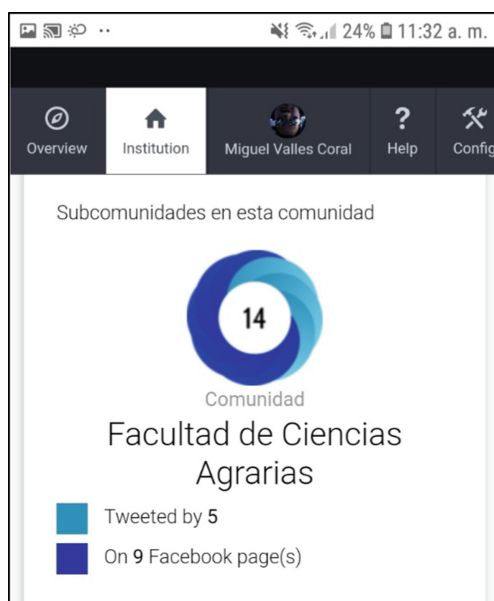 24% 11:32 a. m.
Overview
Institution
Miguel Valles Coral
?
Help
Config
Subcomunidades en esta comunidad
14
Comunidad
Facultad de Ciencias
Agrarias
Tweeted by 5
On 9 Facebook page(s)